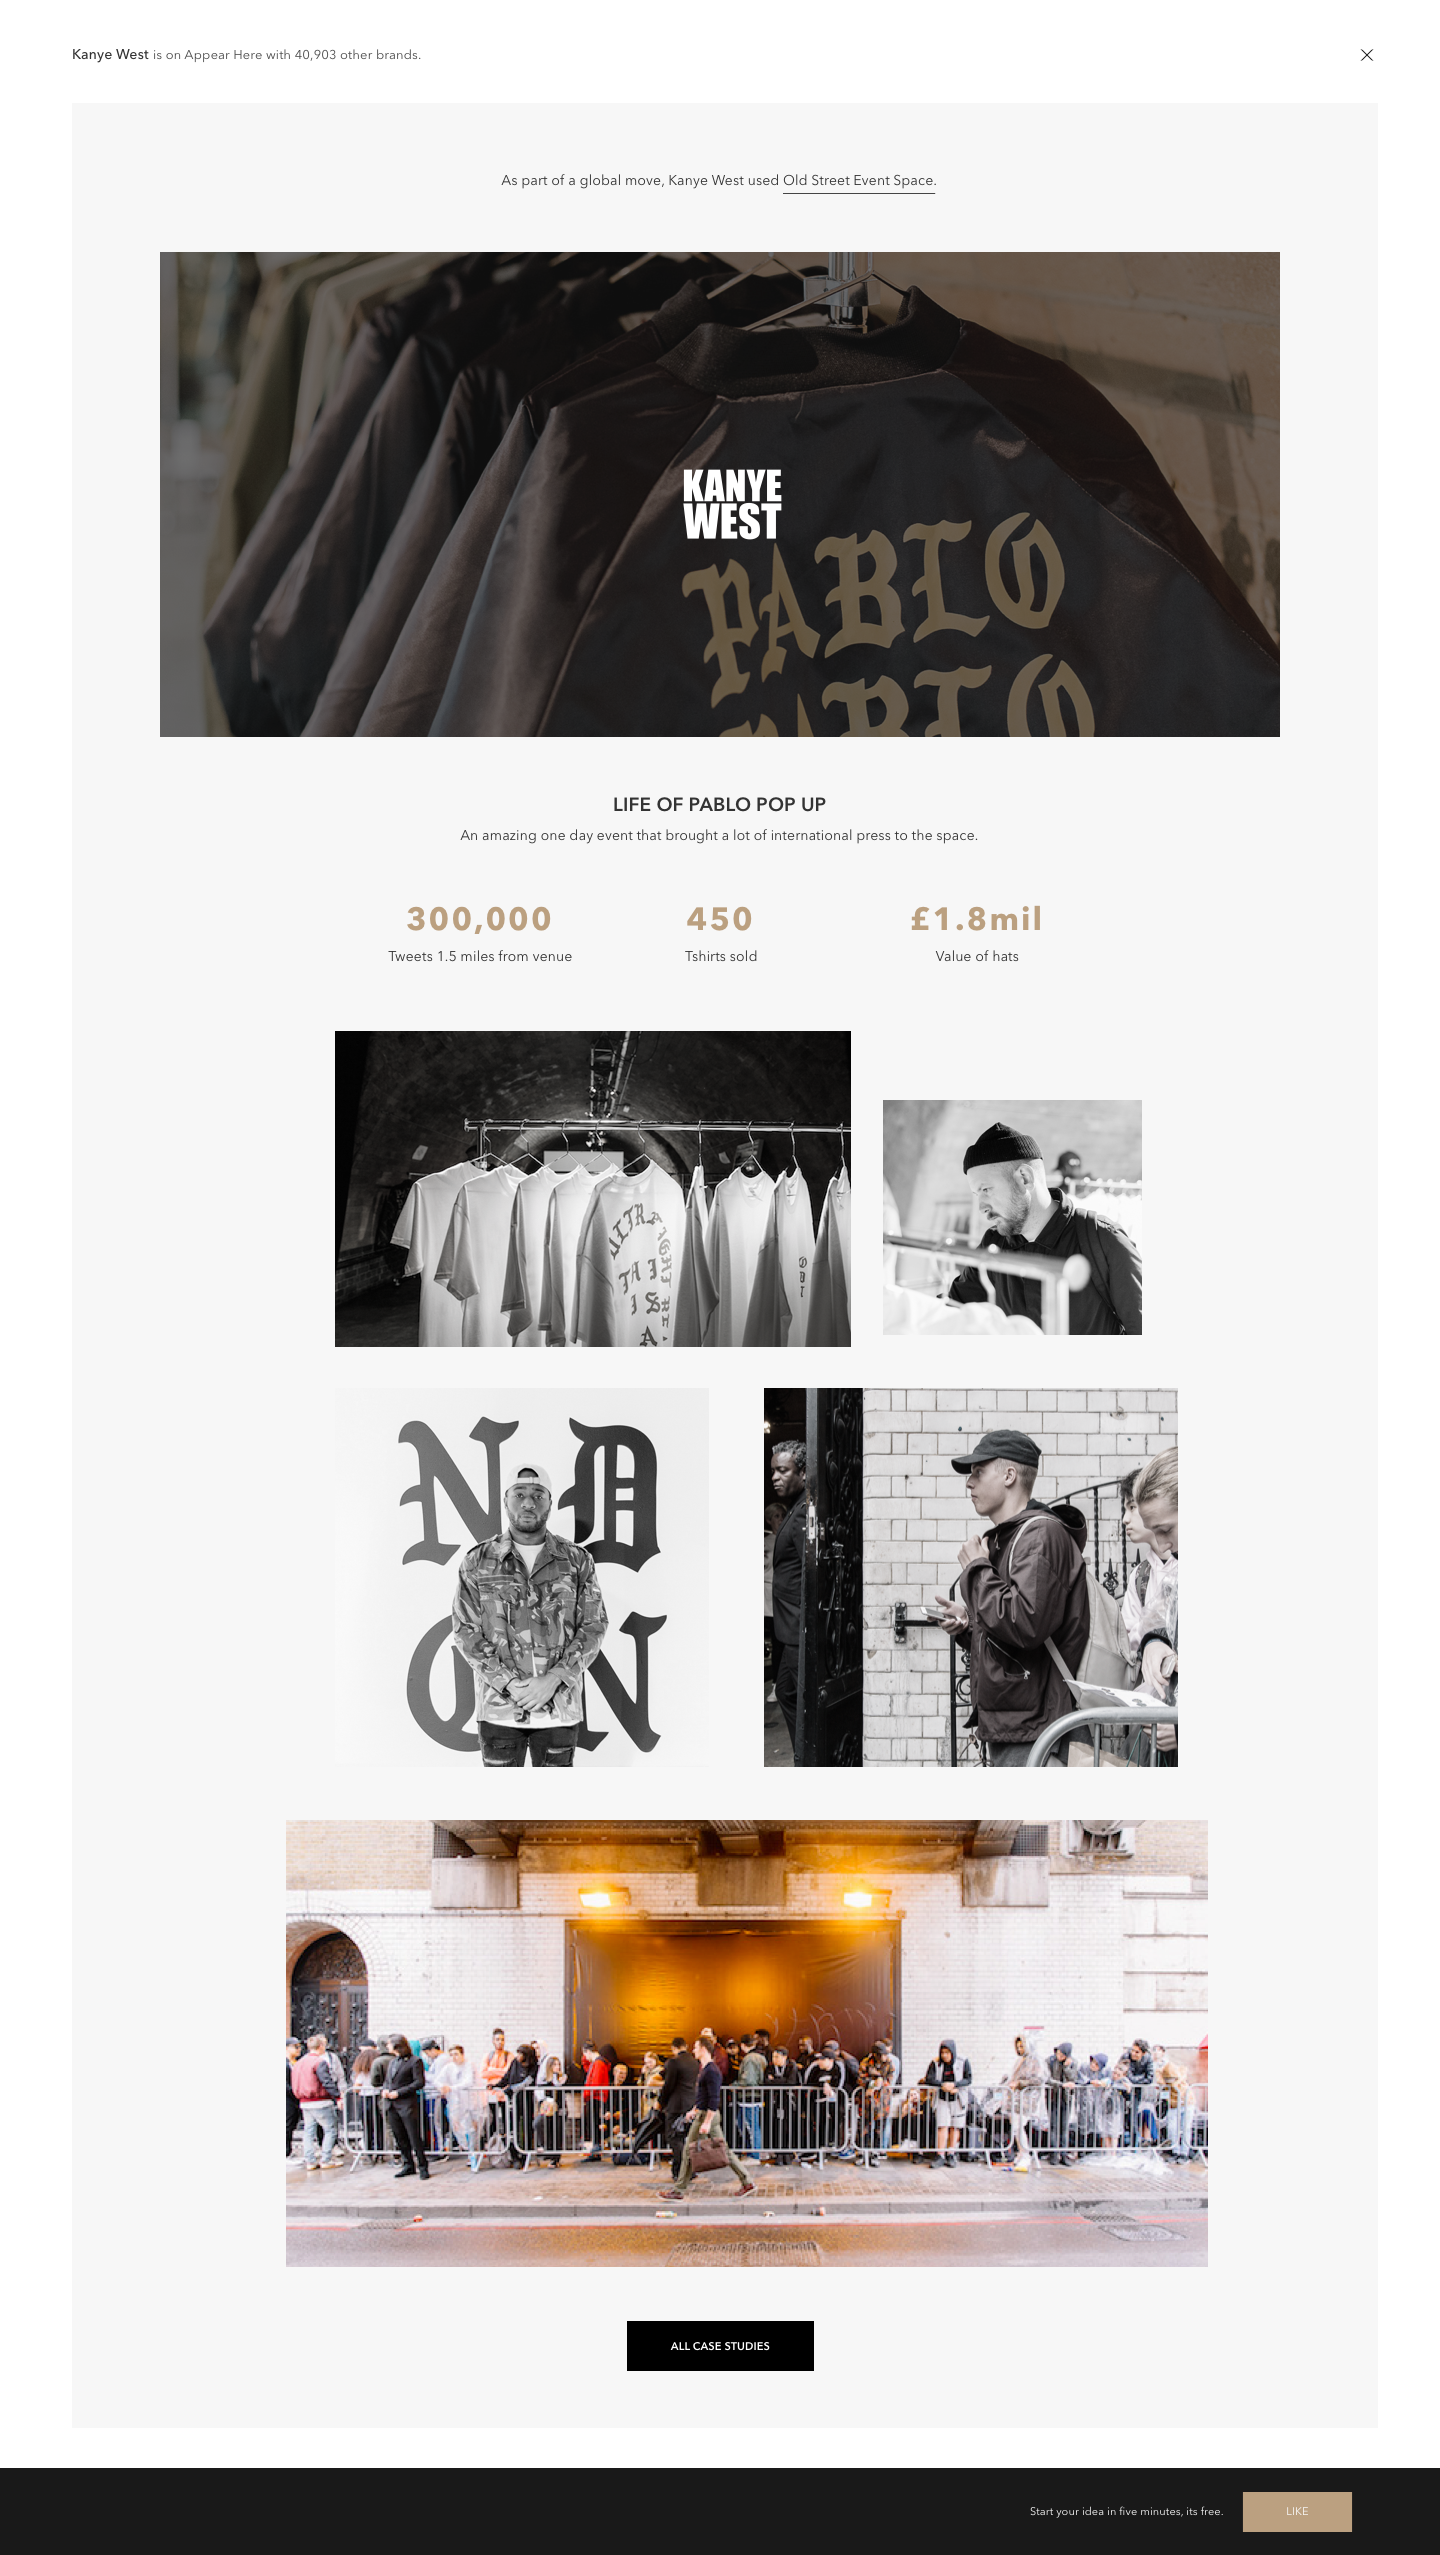 Kanye West is on Appear Here with 40,903 other brands.
As part of a global move, Kanye West used Old Street Event Space.
KANYE
WEST
PABLO
PABLO
LIFE OF PABLO POP UP
An amazing one day event that brought a lot of international press to the space.
300,000 450 £1.8mil
Tweets 1.5 miles from venue Tshirts sold Value of hats
ND
ON
ALL CASE STUDIES
Start your idea in five minutes, its free. LIKE